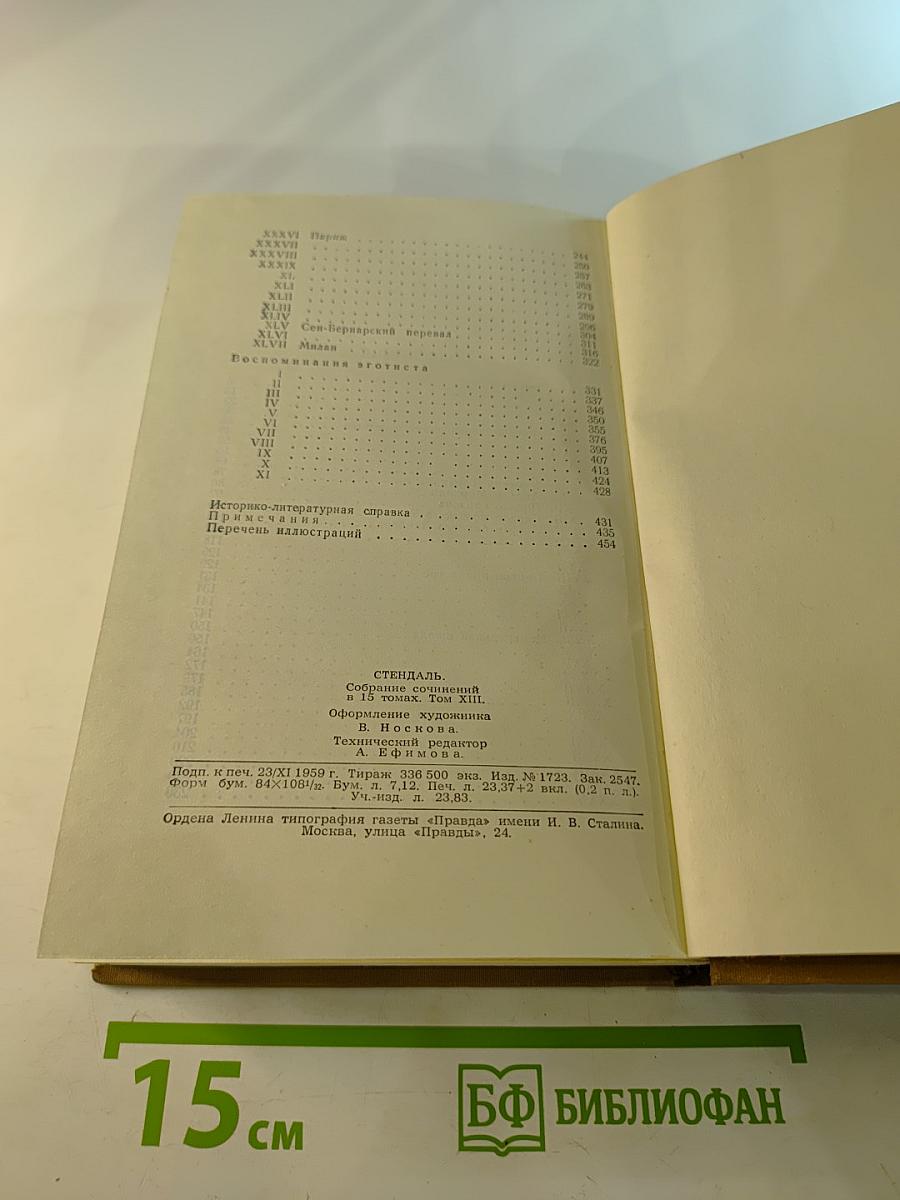 XXXVI Париж . . . . . . . . . . 244
XXXVII . . . . . . . . . . 250
XXXVIII . . . . . . . . . . 257
XXXIX . . . . . . . . . . 263
XL . . . . . . . . . . 271
XLI . . . . . . . . . . 279
XLII . . . . . . . . . . 289
XLIII . . . . . . . . . . 296
XLIV . . . . . . . . . . 304
XLV Сен-Бернарский перевал . . . . . 311
XLVI . . . . . . . . . . 316
XLVII Милан . . . . . . . . . . 322
Воспоминания эготиста
I . . . . . . . . . . 331
II . . . . . . . . . . 337
III . . . . . . . . . . 346
IV . . . . . . . . . . 350
V . . . . . . . . . . 355
VI . . . . . . . . . . 376
VII . . . . . . . . . . 395
VIII . . . . . . . . . . 407
IX . . . . . . . . . . 413
X . . . . . . . . . . 424
XI . . . . . . . . . . 428
Историко-литературная справка . . . . . . 431
Примечания . . . . . . . . . . 435
Перечень иллюстраций . . . . . . . . 454
СТЕНДАЛЬ.
Собрание сочинений
в 15 томах. Том XIII.
Оформление художника
В. Носкова.
Технический редактор
А. Ефимова.
Подп. к печ. 23/XI 1959 г. Тираж 336 500 экз. Изд. № 1723. Зак. 2547.
Форм бум. 84×108¹/₃₂. Бум. л. 7,12. Печ. л. 23,37+2 вкл. (0,2 п. л.).
Уч.-изд. л. 23,83.
Ордена Ленина типография газеты «Правда» имени И. В. Сталина.
Москва, улица «Правды», 24.
15 см
БФ БИБЛИОФАН